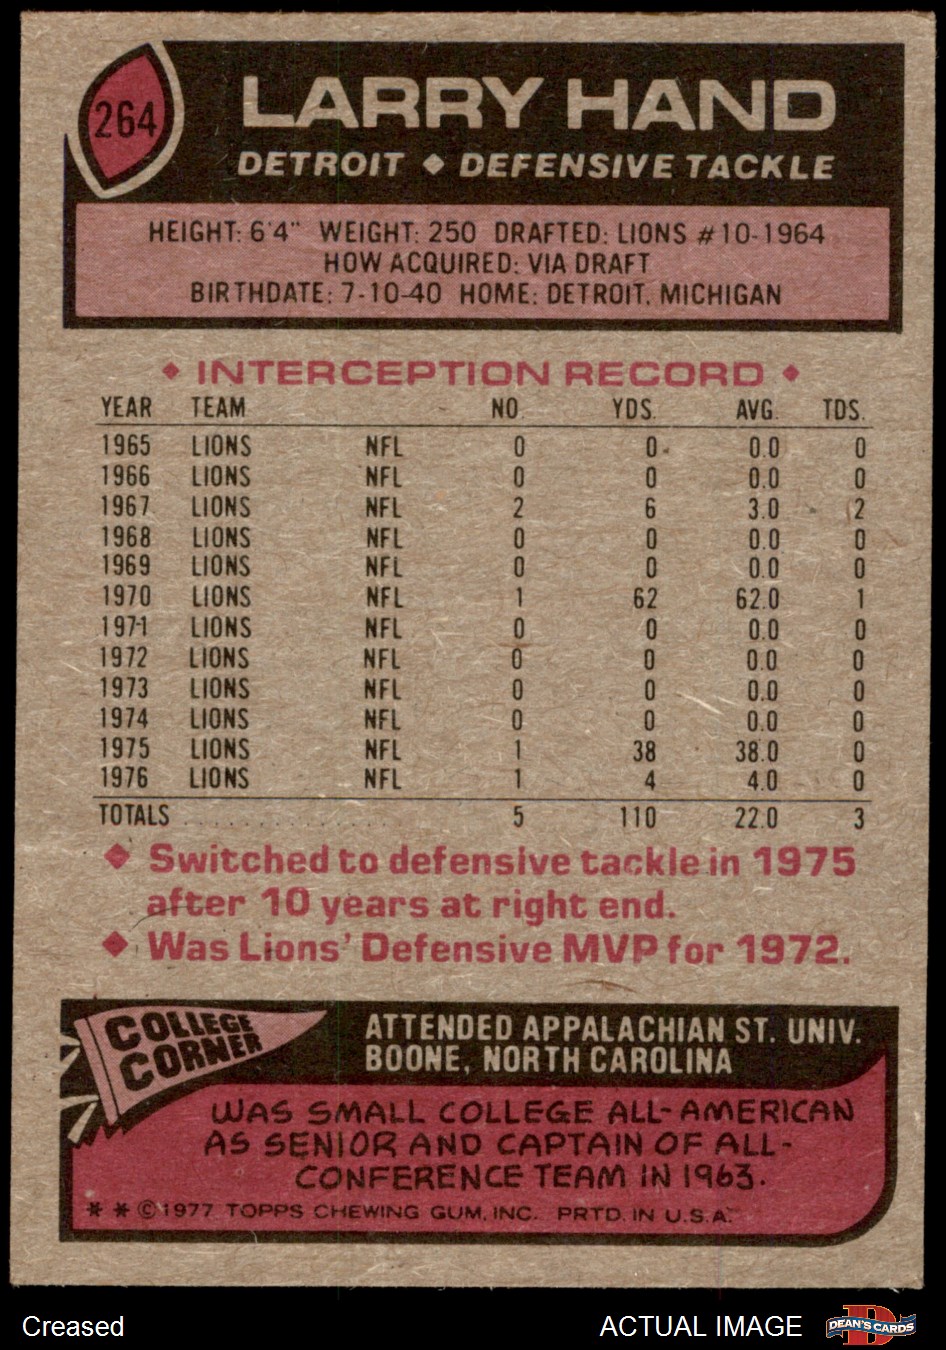 264
LARRY HAND
DETROIT ◆ DEFENSIVE TACKLE
HEIGHT: 6'4" WEIGHT: 250 DRAFTED: LIONS #10-1964
HOW ACQUIRED: VIA DRAFT
BIRTHDATE: 7-10-40 HOME: DETROIT, MICHIGAN
◆ INTERCEPTION RECORD ◆
YEAR TEAM NO. YDS. AVG. TDS.
1965 LIONS NFL 0 0 0.0 0
1966 LIONS NFL 0 0 0.0 0
1967 LIONS NFL 2 6 3.0 2
1968 LIONS NFL 0 0 0.0 0
1969 LIONS NFL 0 0 0.0 0
1970 LIONS NFL 1 62 62.0 1
1971 LIONS NFL 0 0 0.0 0
1972 LIONS NFL 0 0 0.0 0
1973 LIONS NFL 0 0 0.0 0
1974 LIONS NFL 0 0 0.0 0
1975 LIONS NFL 1 38 38.0 0
1976 LIONS NFL 1 4 4.0 0
TOTALS . . . . . . . . . . . . . . . 5 110 22.0 3
◆ Switched to defensive tackle in 1975
after 10 years at right end.
◆ Was Lions' Defensive MVP for 1972.
COLLEGE
CORNER
ATTENDED APPALACHIAN ST. UNIV.
BOONE, NORTH CAROLINA
WAS SMALL COLLEGE ALL-AMERICAN
AS SENIOR AND CAPTAIN OF ALL-
CONFERENCE TEAM IN 1963.
* * © 1977 TOPPS CHEWING GUM, INC. PRTD. IN U.S.A.
Creased
ACTUAL IMAGE
D
DEAN'S CARDS